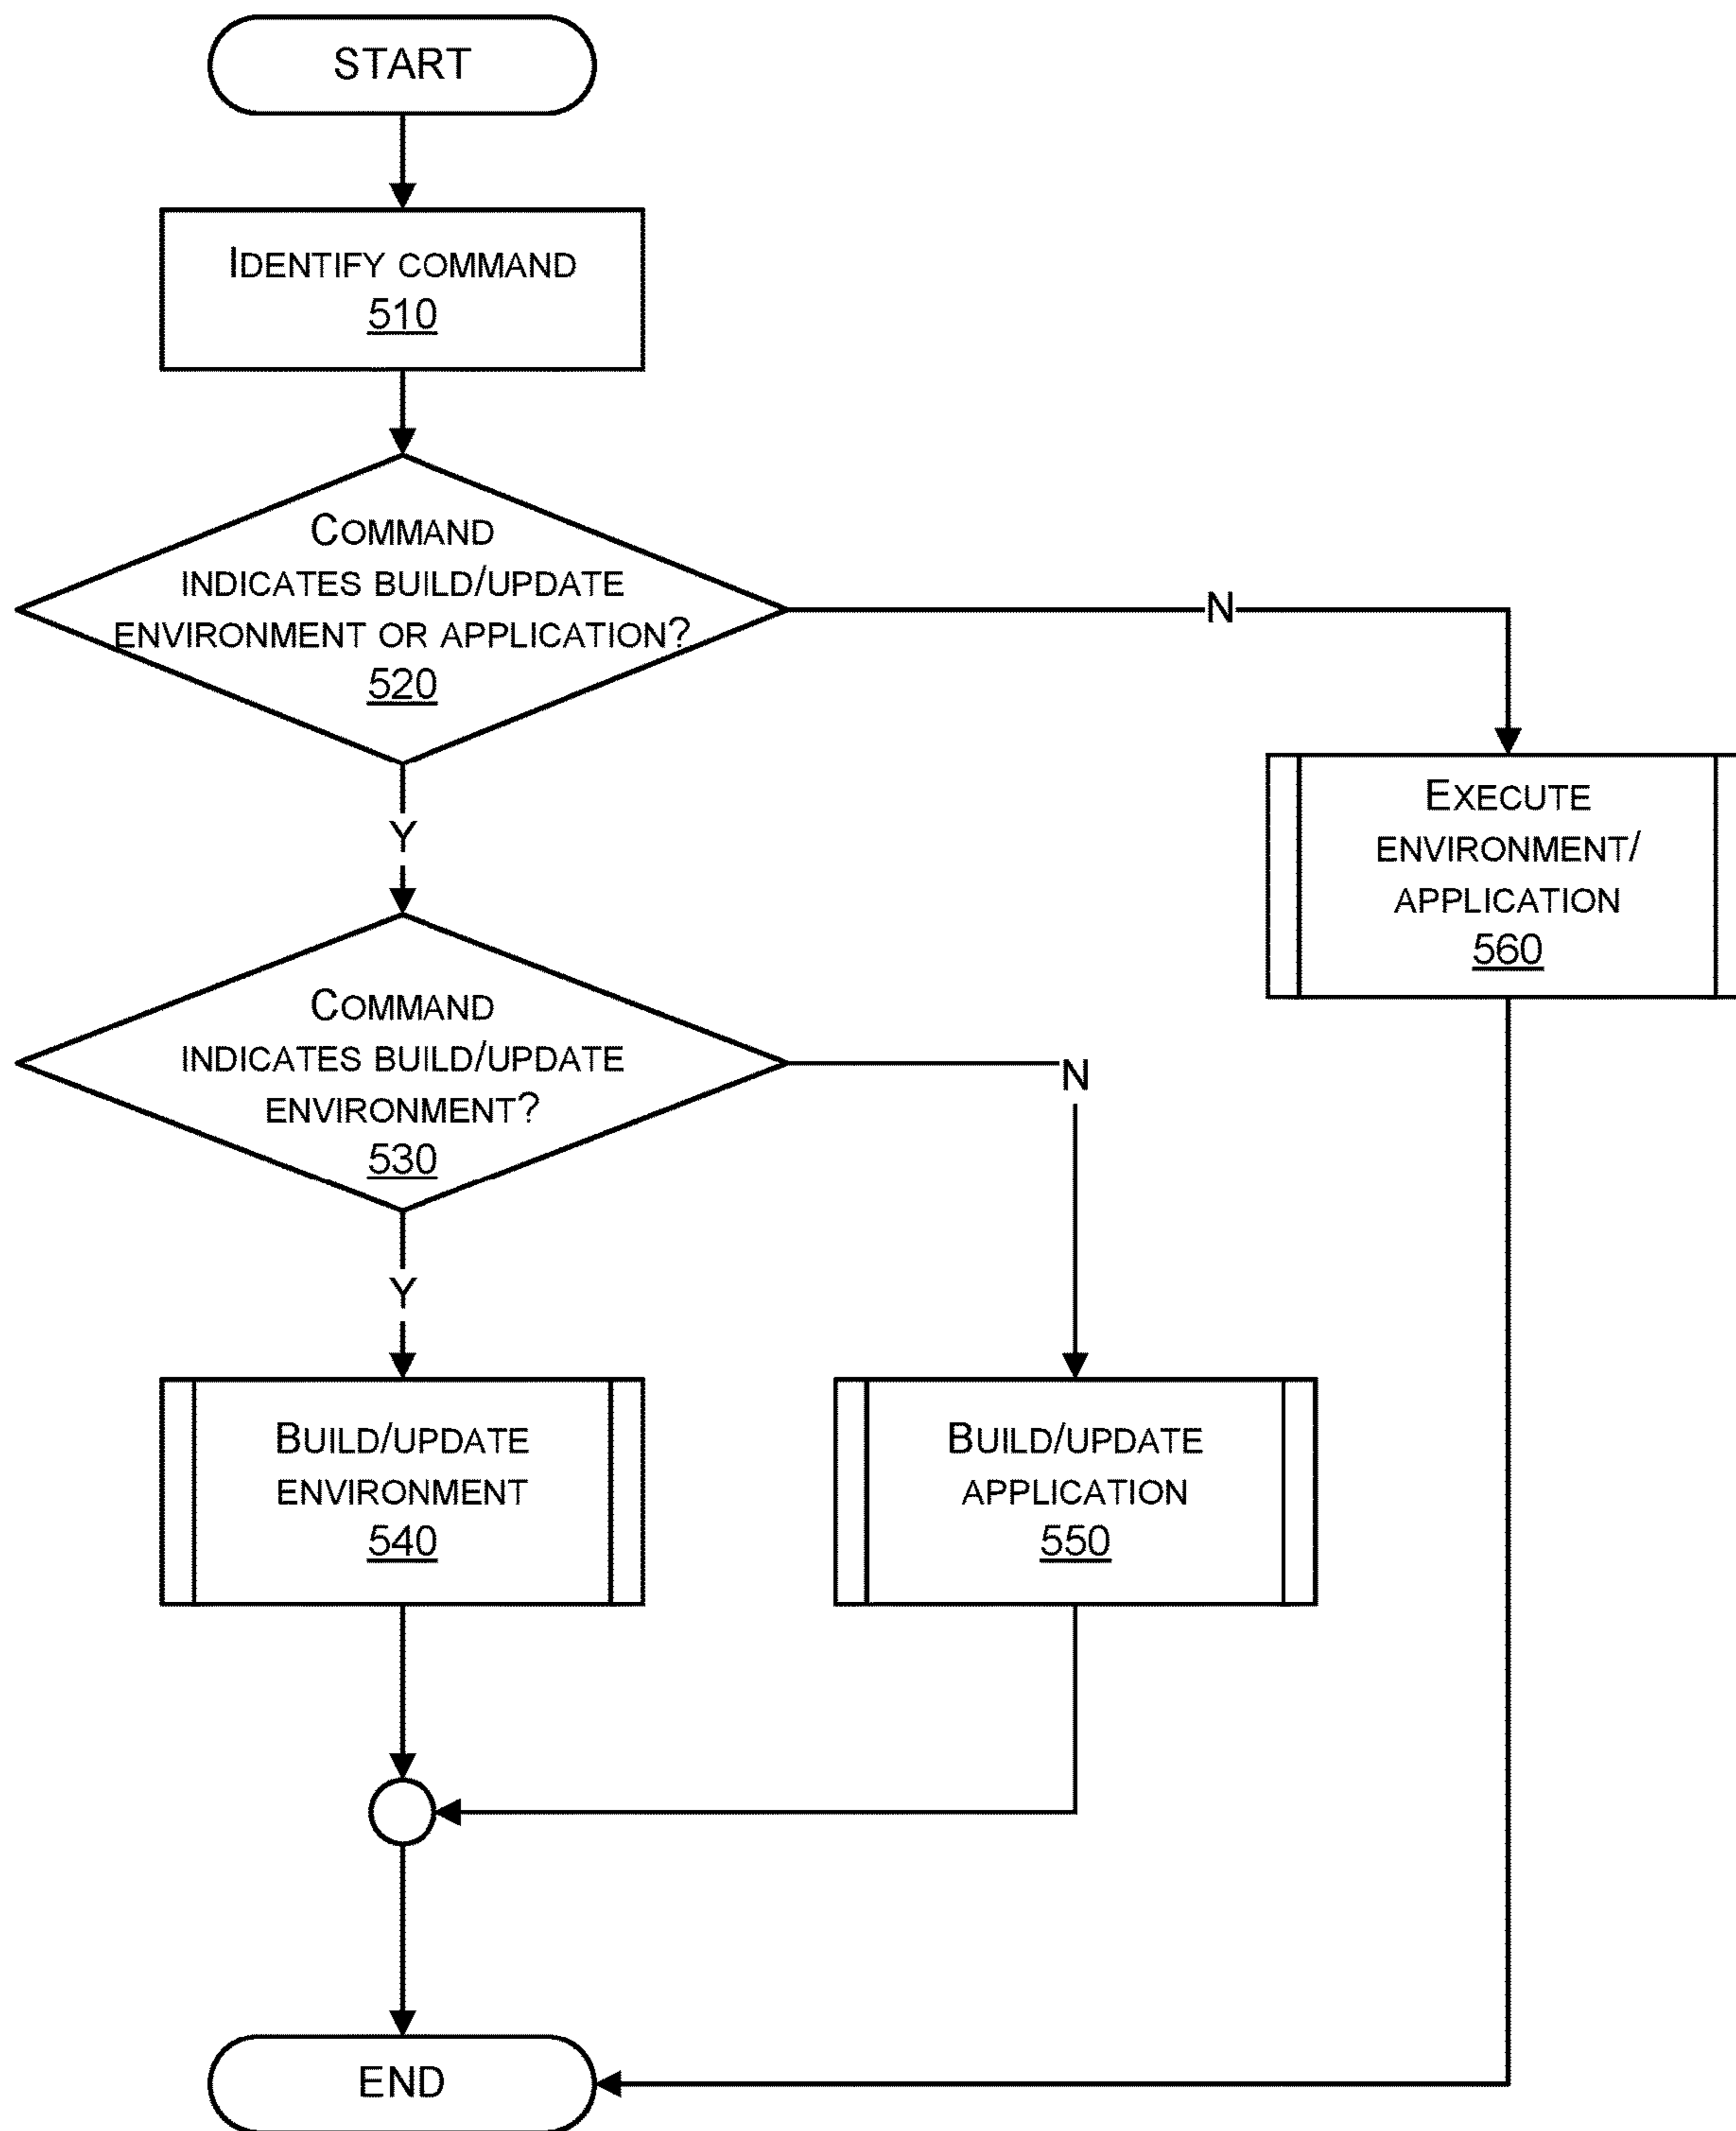 START
IDENTIFY COMMAND
510
COMMAND
INDICATES BUILD/UPDATE
ENVIRONMENT OR APPLICATION?
520
N
Y
EXECUTE
ENVIRONMENT/
APPLICATION
560
COMMAND
INDICATES BUILD/UPDATE
ENVIRONMENT?
530
N
Y
BUILD/UPDATE
ENVIRONMENT
540
BUILD/UPDATE
APPLICATION
550
END